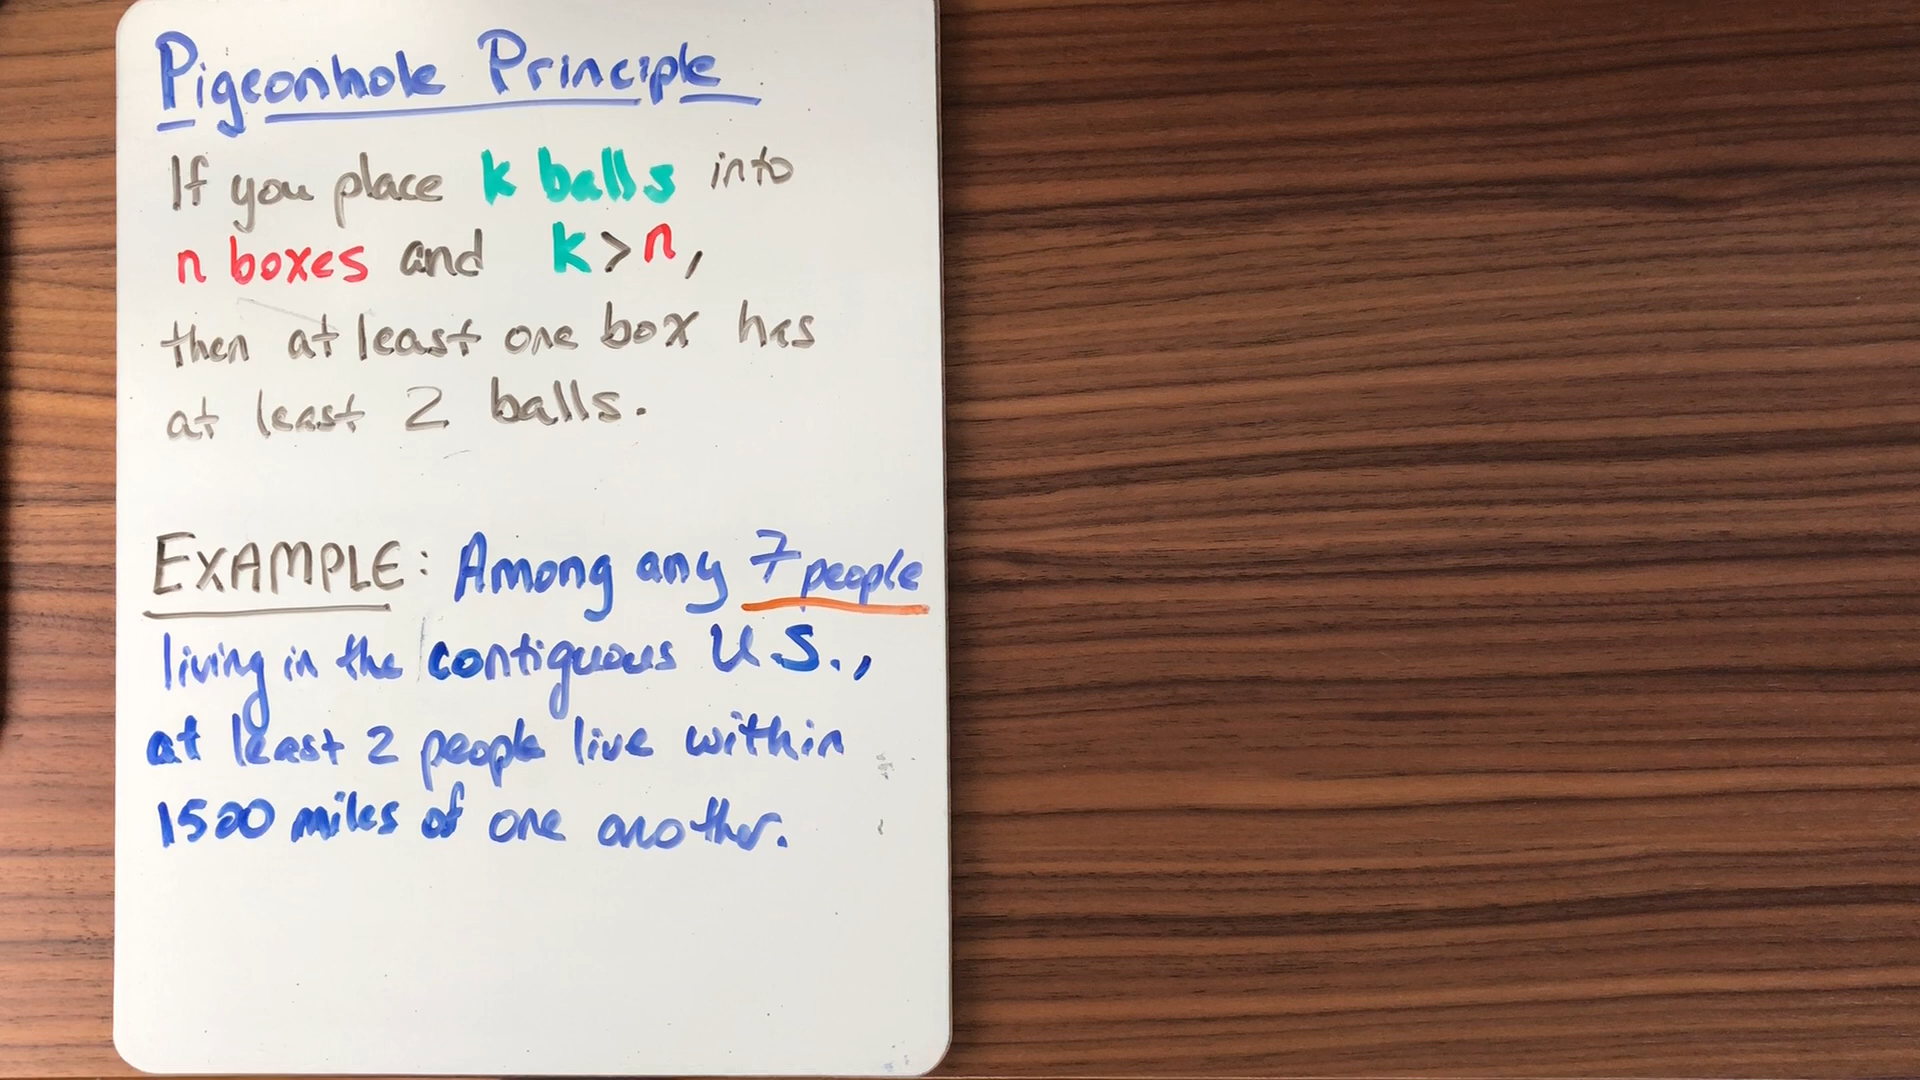 Pigeonhole Principle
If you place k balls into
n boxes and k>n,
then at least one box has
at least 2 balls.
EXAMPLE: Among any 7 people
living in the contiguous U.S.,
at least 2 people live within
1500 miles of one another.